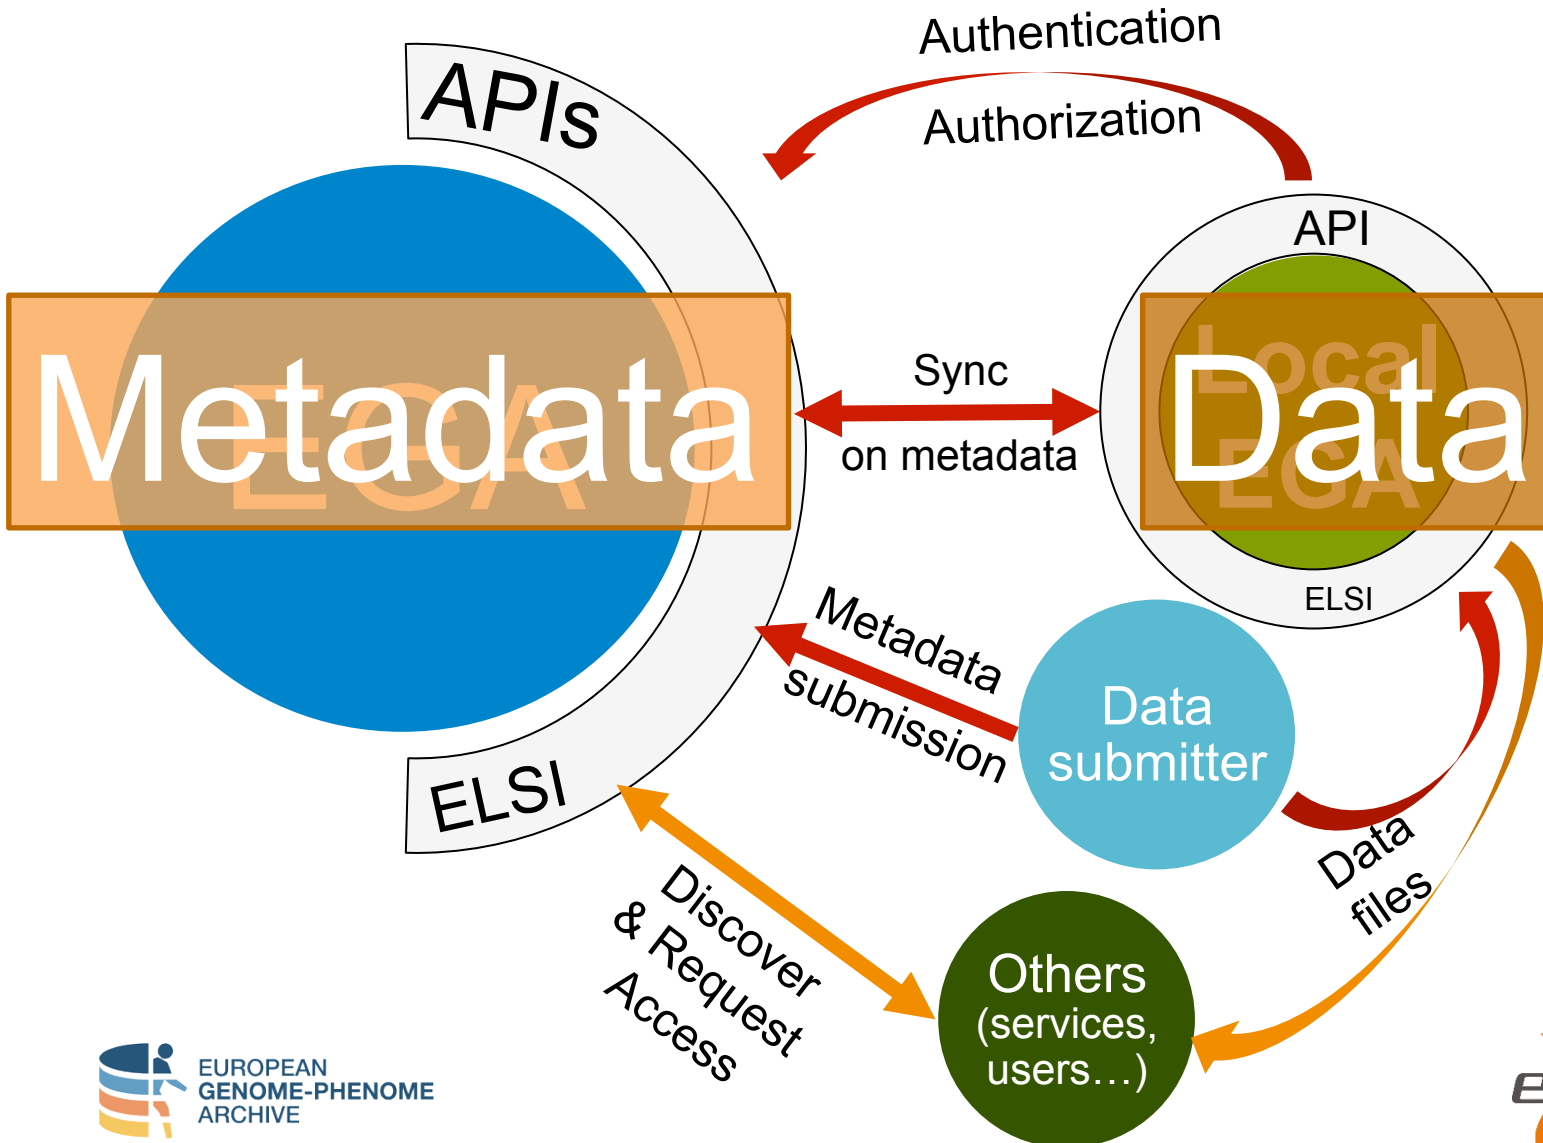 Authentication
Authorization
APIs
API
Metadata
EGA
Sync
on metadata
Local
EGA
Data
ELSI
Metadata
submission
Data
submitter
ELSI
Data
files
Discover
& Request
Access
Others
(services,
users…)
EUROPEAN
GENOME-PHENOME
ARCHIVE